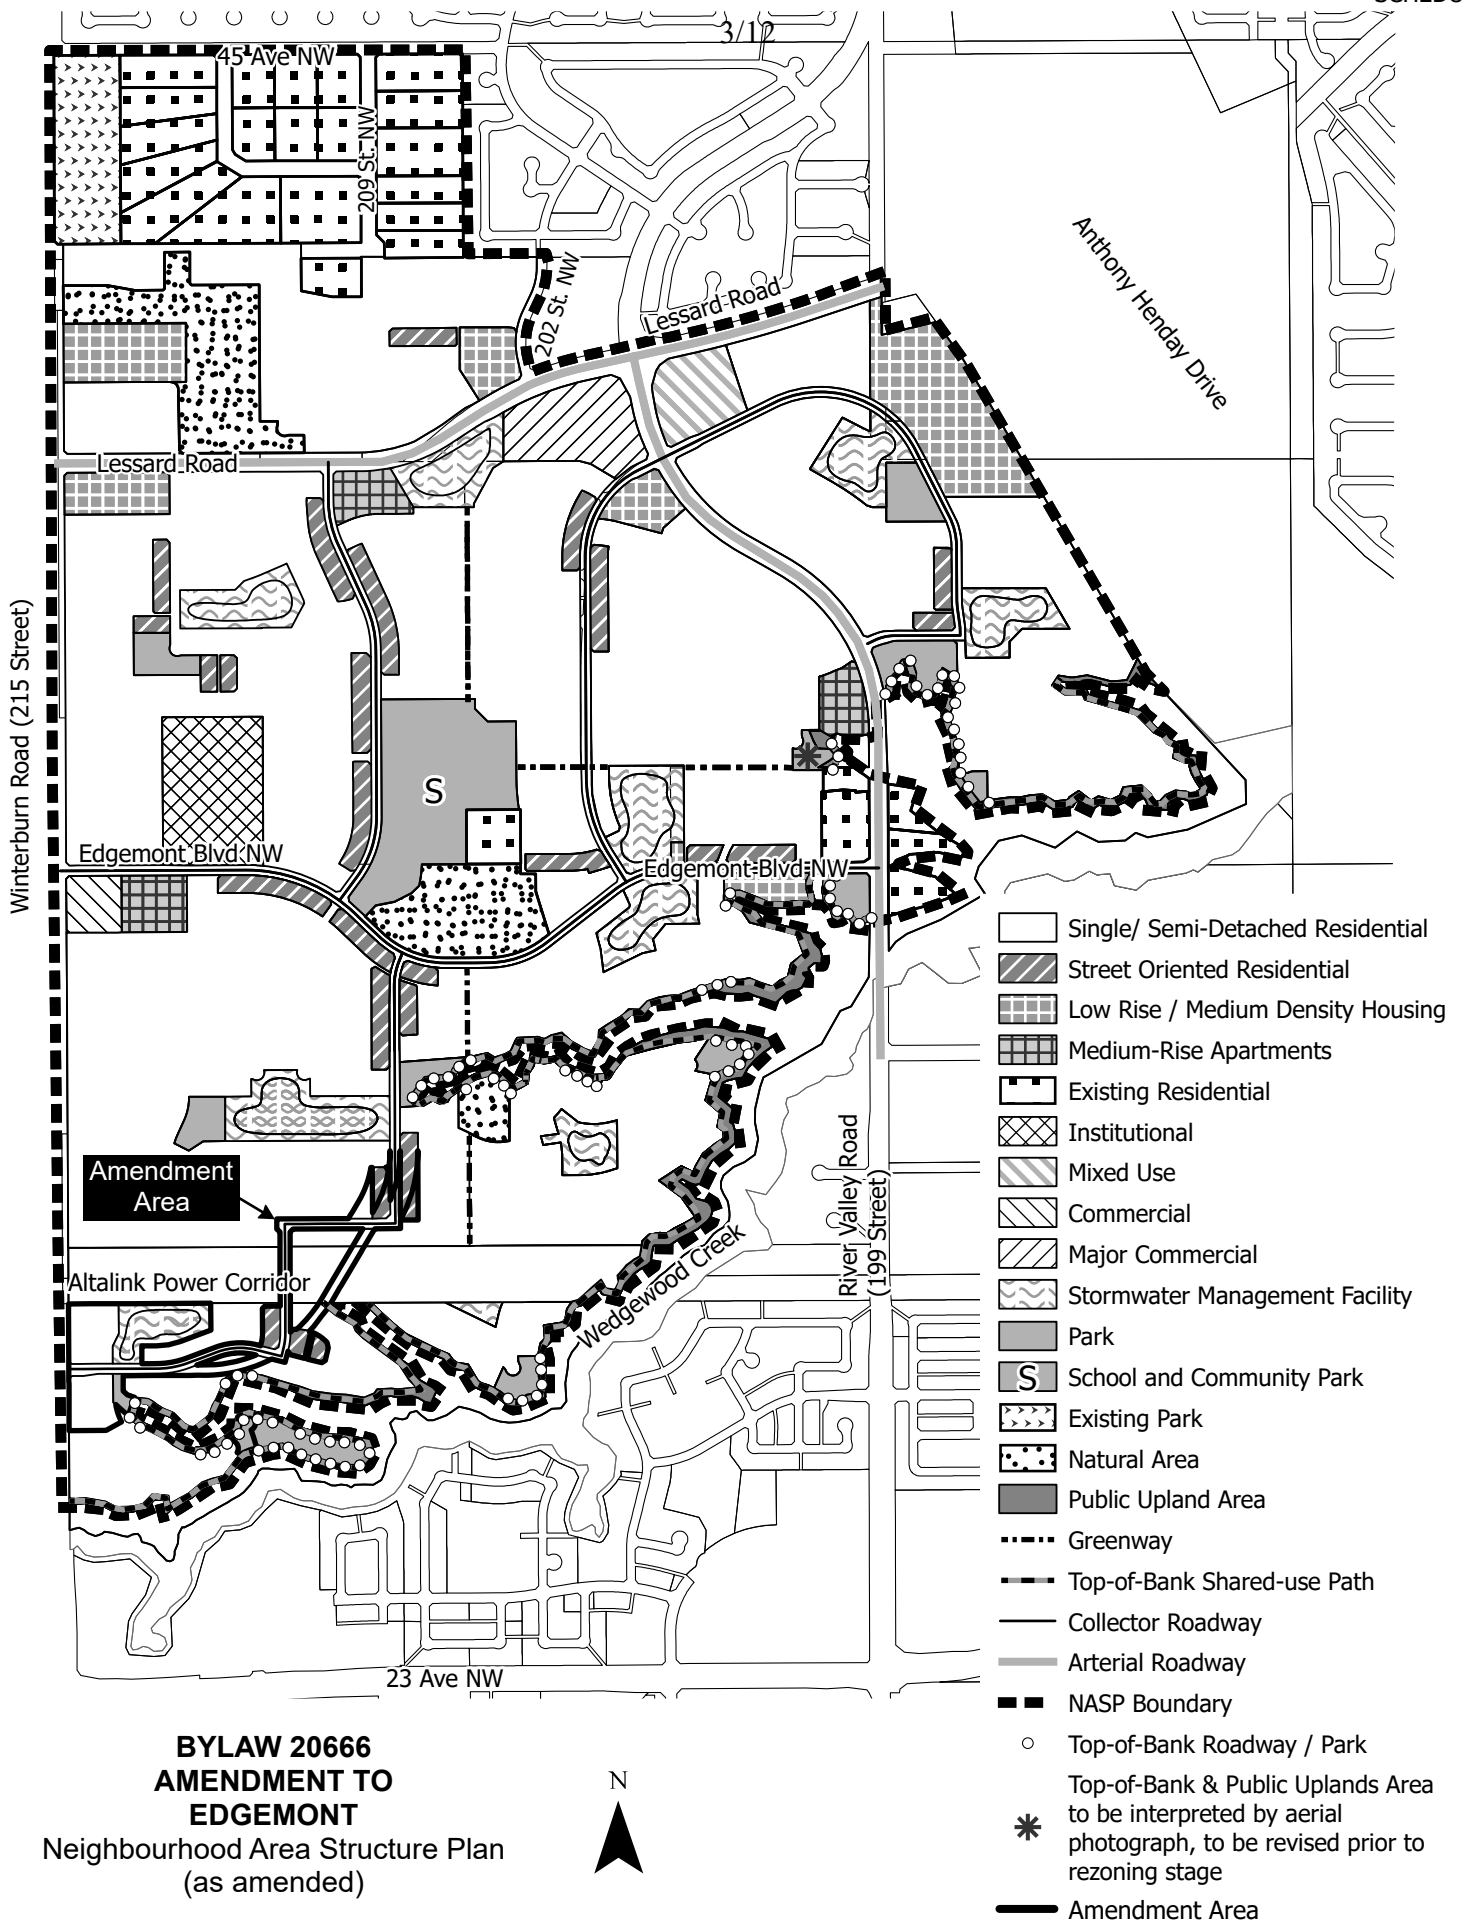 3/12
45 Ave NW
209 St. NW
202 St. NW
Lessard Road
Anthony Henday Drive
Lessard Road
Winterburn Road (215 Street)
S
Edgemont Blvd NW
Edgemont Blvd NW
Amendment
Area
Altalink Power Corridor
Wedgewood Creek
River Valley Road
(199 Street)
23 Ave NW
Single/ Semi-Detached Residential
Street Oriented Residential
Low Rise / Medium Density Housing
Medium-Rise Apartments
Existing Residential
Institutional
Mixed Use
Commercial
Major Commercial
Stormwater Management Facility
Park
S School and Community Park
Existing Park
Natural Area
Public Upland Area
Greenway
Top-of-Bank Shared-use Path
Collector Roadway
Arterial Roadway
NASP Boundary
Top-of-Bank Roadway / Park
Top-of-Bank & Public Uplands Area
to be interpreted by aerial
photograph, to be revised prior to
rezoning stage
Amendment Area
BYLAW 20666
AMENDMENT TO
EDGEMONT
Neighbourhood Area Structure Plan
(as amended)
N